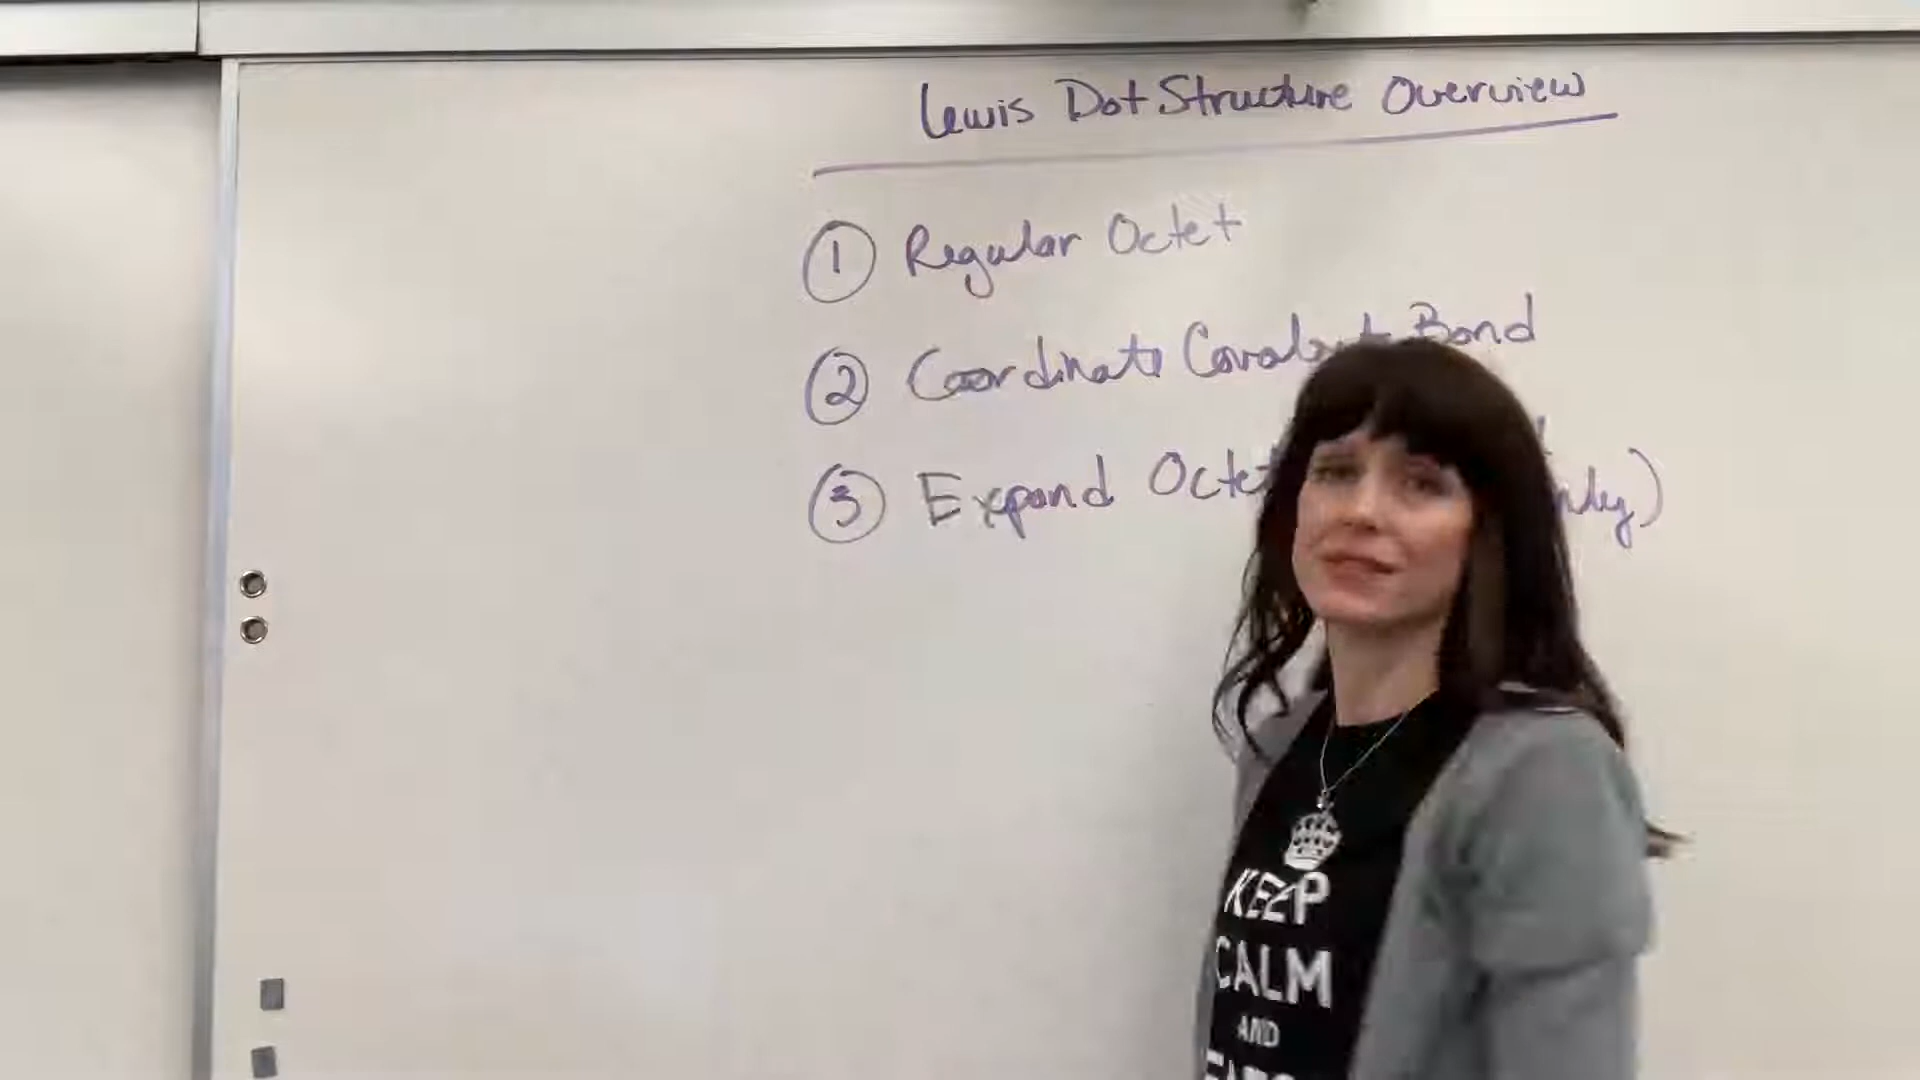 Lewis Dot Structure Overview
1 Regular Octet
2 Coordinate Covalent Bond
3 Expand Octet
KEEP
CALM
AND